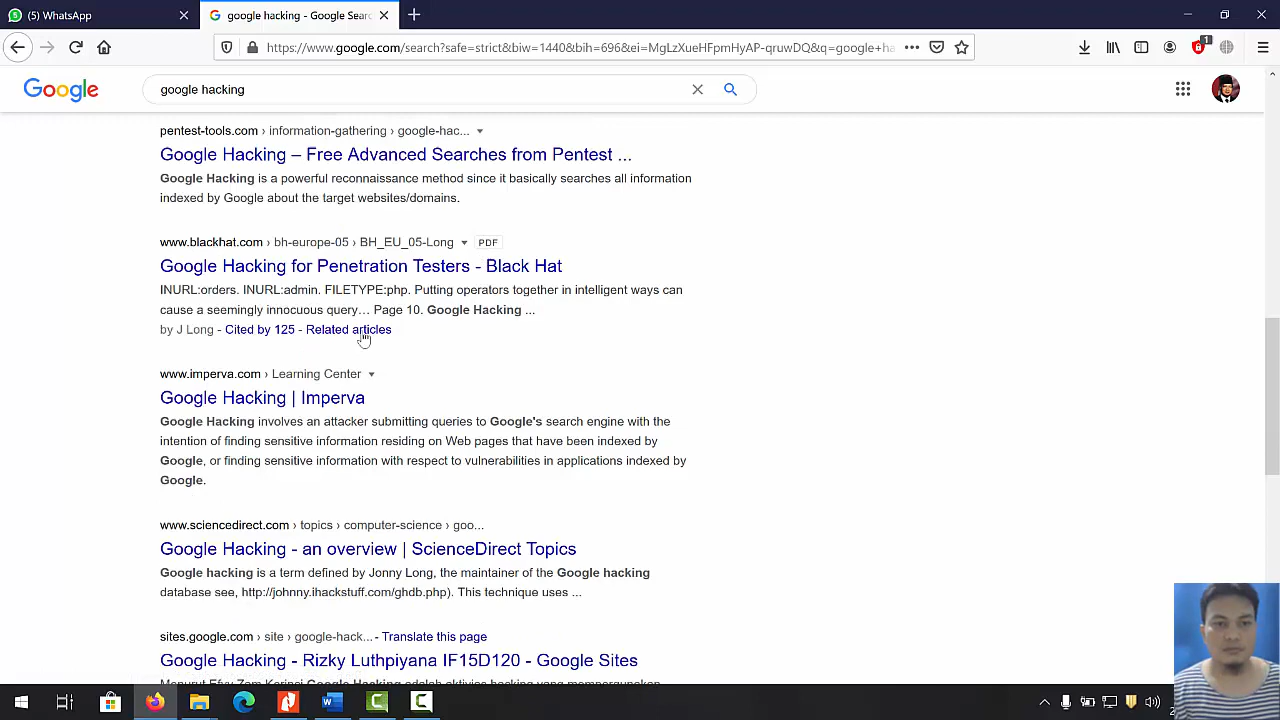 (5) WhatsApp
google hacking - Google Searc
https://www.google.com/search?safe=strict&biw=1440&bih=696&ei=MgLzXueHFpmHyAP-qruwDQ&q=google+ha
1
Google
google hacking
pentest-tools.com › information-gathering › google-hac...
Google Hacking – Free Advanced Searches from Pentest ...
Google Hacking is a powerful reconnaissance method since it basically searches all information
indexed by Google about the target websites/domains.
www.blackhat.com › bh-europe-05 › BH_EU_05-Long PDF
Google Hacking for Penetration Testers - Black Hat
INURL:orders. INURL:admin. FILETYPE:php. Putting operators together in intelligent ways can
cause a seemingly innocuous query… Page 10. Google Hacking ...
by J Long - Cited by 125 - Related articles
www.imperva.com › Learning Center
Google Hacking | Imperva
Google Hacking involves an attacker submitting queries to Google's search engine with the
intention of finding sensitive information residing on Web pages that have been indexed by
Google, or finding sensitive information with respect to vulnerabilities in applications indexed by
Google.
www.sciencedirect.com › topics › computer-science › goo...
Google Hacking - an overview | ScienceDirect Topics
Google hacking is a term defined by Jonny Long, the maintainer of the Google hacking
database see, http://johnny.ihackstuff.com/ghdb.php). This technique uses ...
sites.google.com › site › google-hack... - Translate this page
Google Hacking - Rizky Luthpiyana IF15D120 - Google Sites